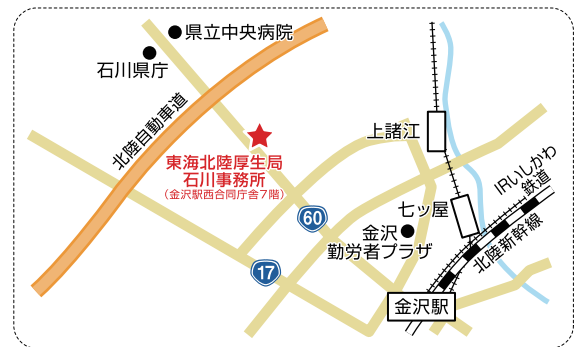 県立中央病院
石川県庁
北陸自動車道
東海北陸厚生局
石川事務所
(金沢駅西合同庁舎7階)
上諸江
IRいしかわ
鉄道
七ッ屋
60
金沢
勤労者プラザ
北陸新幹線
17
金沢駅